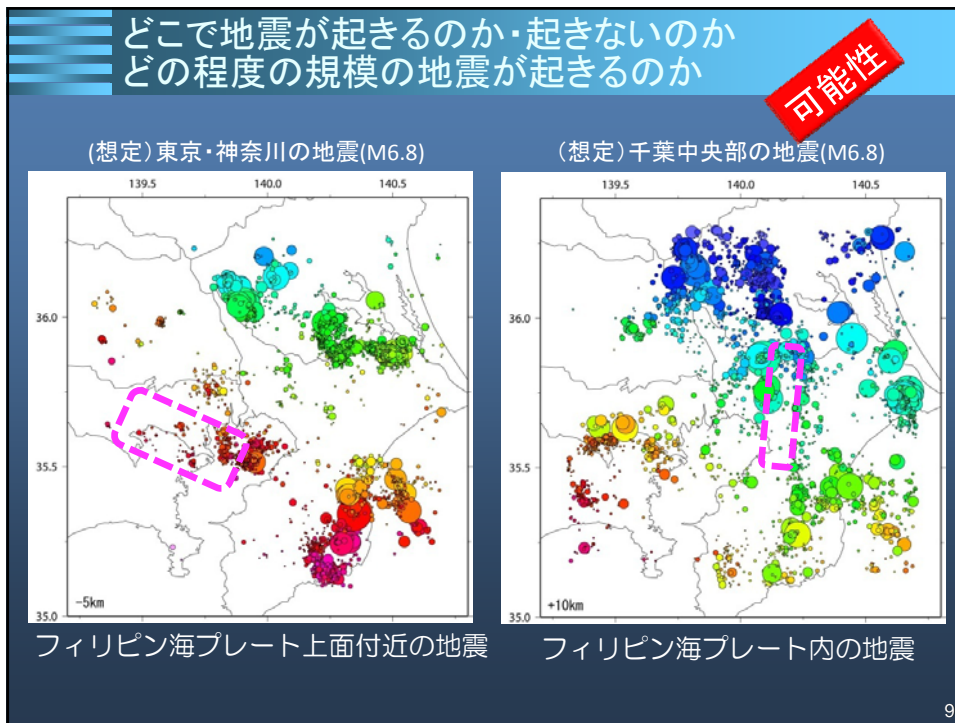 どこで地震が起きるのか・起きないのか
どの程度の規模の地震が起きるのか
可能性
(想定)東京・神奈川の地震(M6.8)
(想定)千葉中央部の地震(M6.8)
139.5 140.0 140.5
36.0
35.5
35.0
-5km
139.5 140.0 140.5
36.0
35.5
35.0
+10km
フィリピン海プレート上面付近の地震
フィリピン海プレート内の地震
9